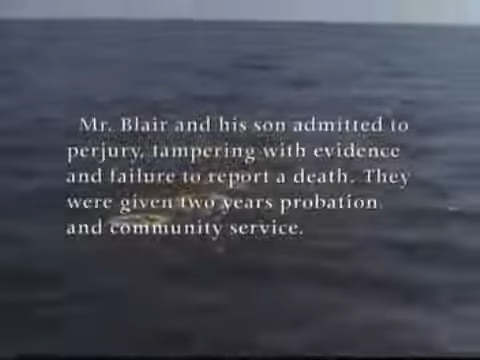 Mr. Blair and his son admitted to
perjury, tampering with evidence
and failure to report a death. They
were given two years probation
and community service.